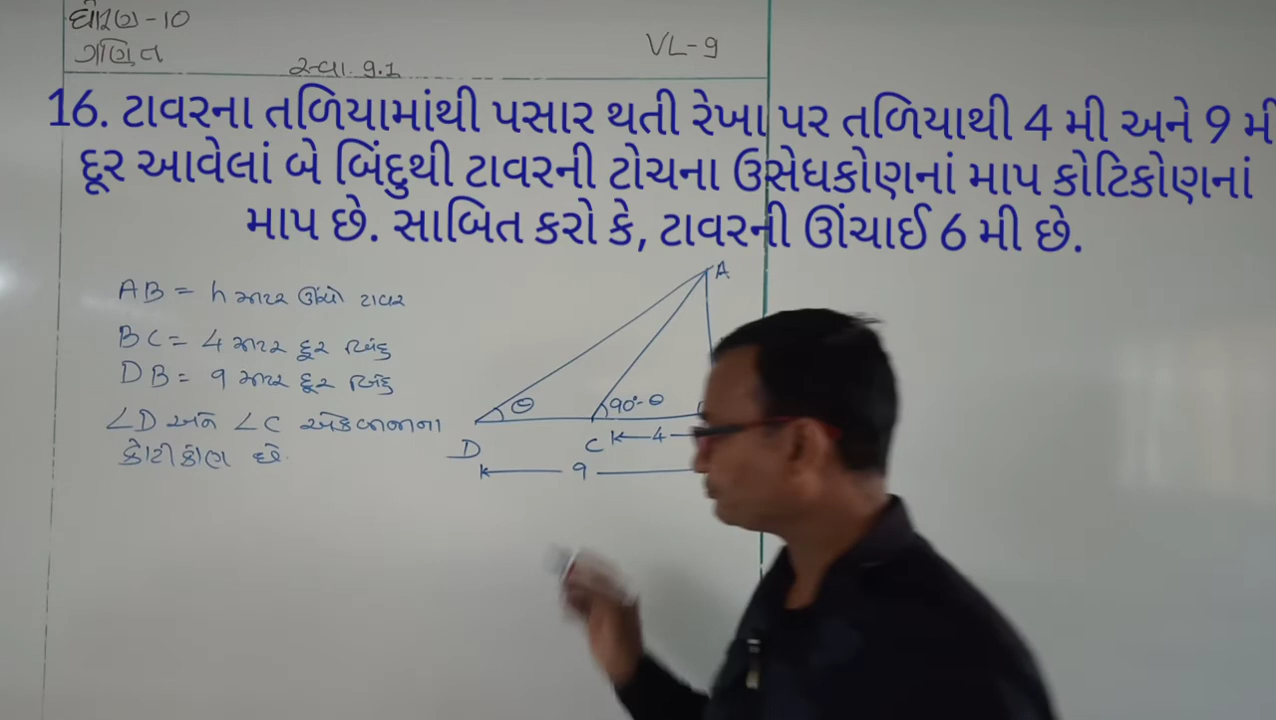 ધોરણ - 10
ગણિત
સ્વા. 9.1
VL-9
16. ટાવરના તળિયામાંથી પસાર થતી રેખા પર તળિયાથી 4 મી અને 9 મી
દૂર આવેલાં બે બિંદુથી ટાવરની ટોચના ઉત્સેધકોણનાં માપ કોટિકોણનાં
માપ છે. સાબિત કરો કે, ટાવરની ઊંચાઈ 6 મી છે.
AB = h મીટર ઊંચો ટાવર
BC = 4 મીટર દૂર બિંદુ
DB = 9 મીટર દૂર બિંદુ
∠D અને ∠C એકબીજાના
કોટીકોણ છે.
A
θ
90°-θ
D
C
4
9